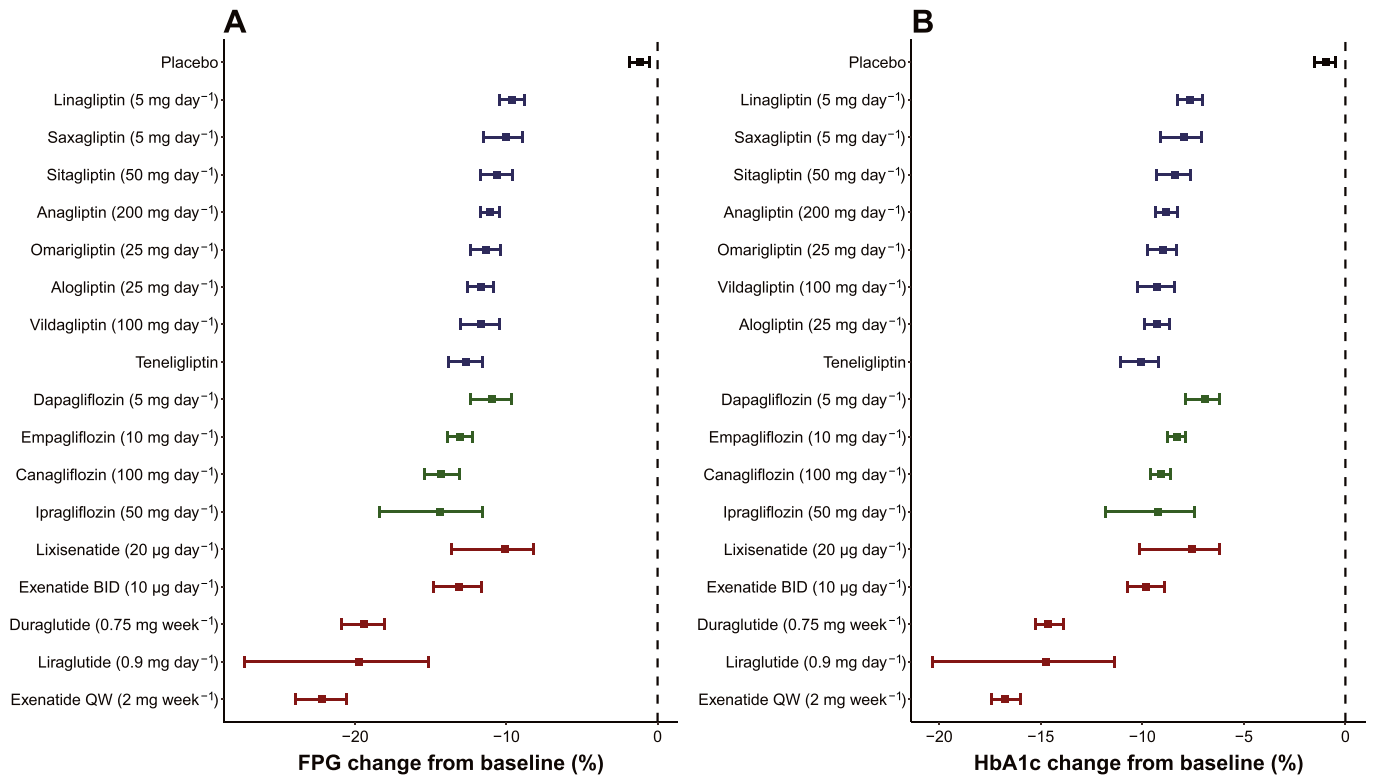 A
Placebo
Linagliptin (5 mg day⁻¹)
Saxagliptin (5 mg day⁻¹)
Sitagliptin (50 mg day⁻¹)
Anagliptin (200 mg day⁻¹)
Omarigliptin (25 mg day⁻¹)
Alogliptin (25 mg day⁻¹)
Vildagliptin (100 mg day⁻¹)
Teneligliptin
Dapagliflozin (5 mg day⁻¹)
Empagliflozin (10 mg day⁻¹)
Canagliflozin (100 mg day⁻¹)
Ipragliflozin (50 mg day⁻¹)
Lixisenatide (20 µg day⁻¹)
Exenatide BID (10 µg day⁻¹)
Duraglutide (0.75 mg week⁻¹)
Liraglutide (0.9 mg day⁻¹)
Exenatide QW (2 mg week⁻¹)
−20 −10 0
FPG change from baseline (%)
B
Placebo
Linagliptin (5 mg day⁻¹)
Saxagliptin (5 mg day⁻¹)
Sitagliptin (50 mg day⁻¹)
Anagliptin (200 mg day⁻¹)
Omarigliptin (25 mg day⁻¹)
Vildagliptin (100 mg day⁻¹)
Alogliptin (25 mg day⁻¹)
Teneligliptin
Dapagliflozin (5 mg day⁻¹)
Empagliflozin (10 mg day⁻¹)
Canagliflozin (100 mg day⁻¹)
Ipragliflozin (50 mg day⁻¹)
Lixisenatide (20 µg day⁻¹)
Exenatide BID (10 µg day⁻¹)
Duraglutide (0.75 mg week⁻¹)
Liraglutide (0.9 mg day⁻¹)
Exenatide QW (2 mg week⁻¹)
−20 −15 −10 −5 0
HbA1c change from baseline (%)